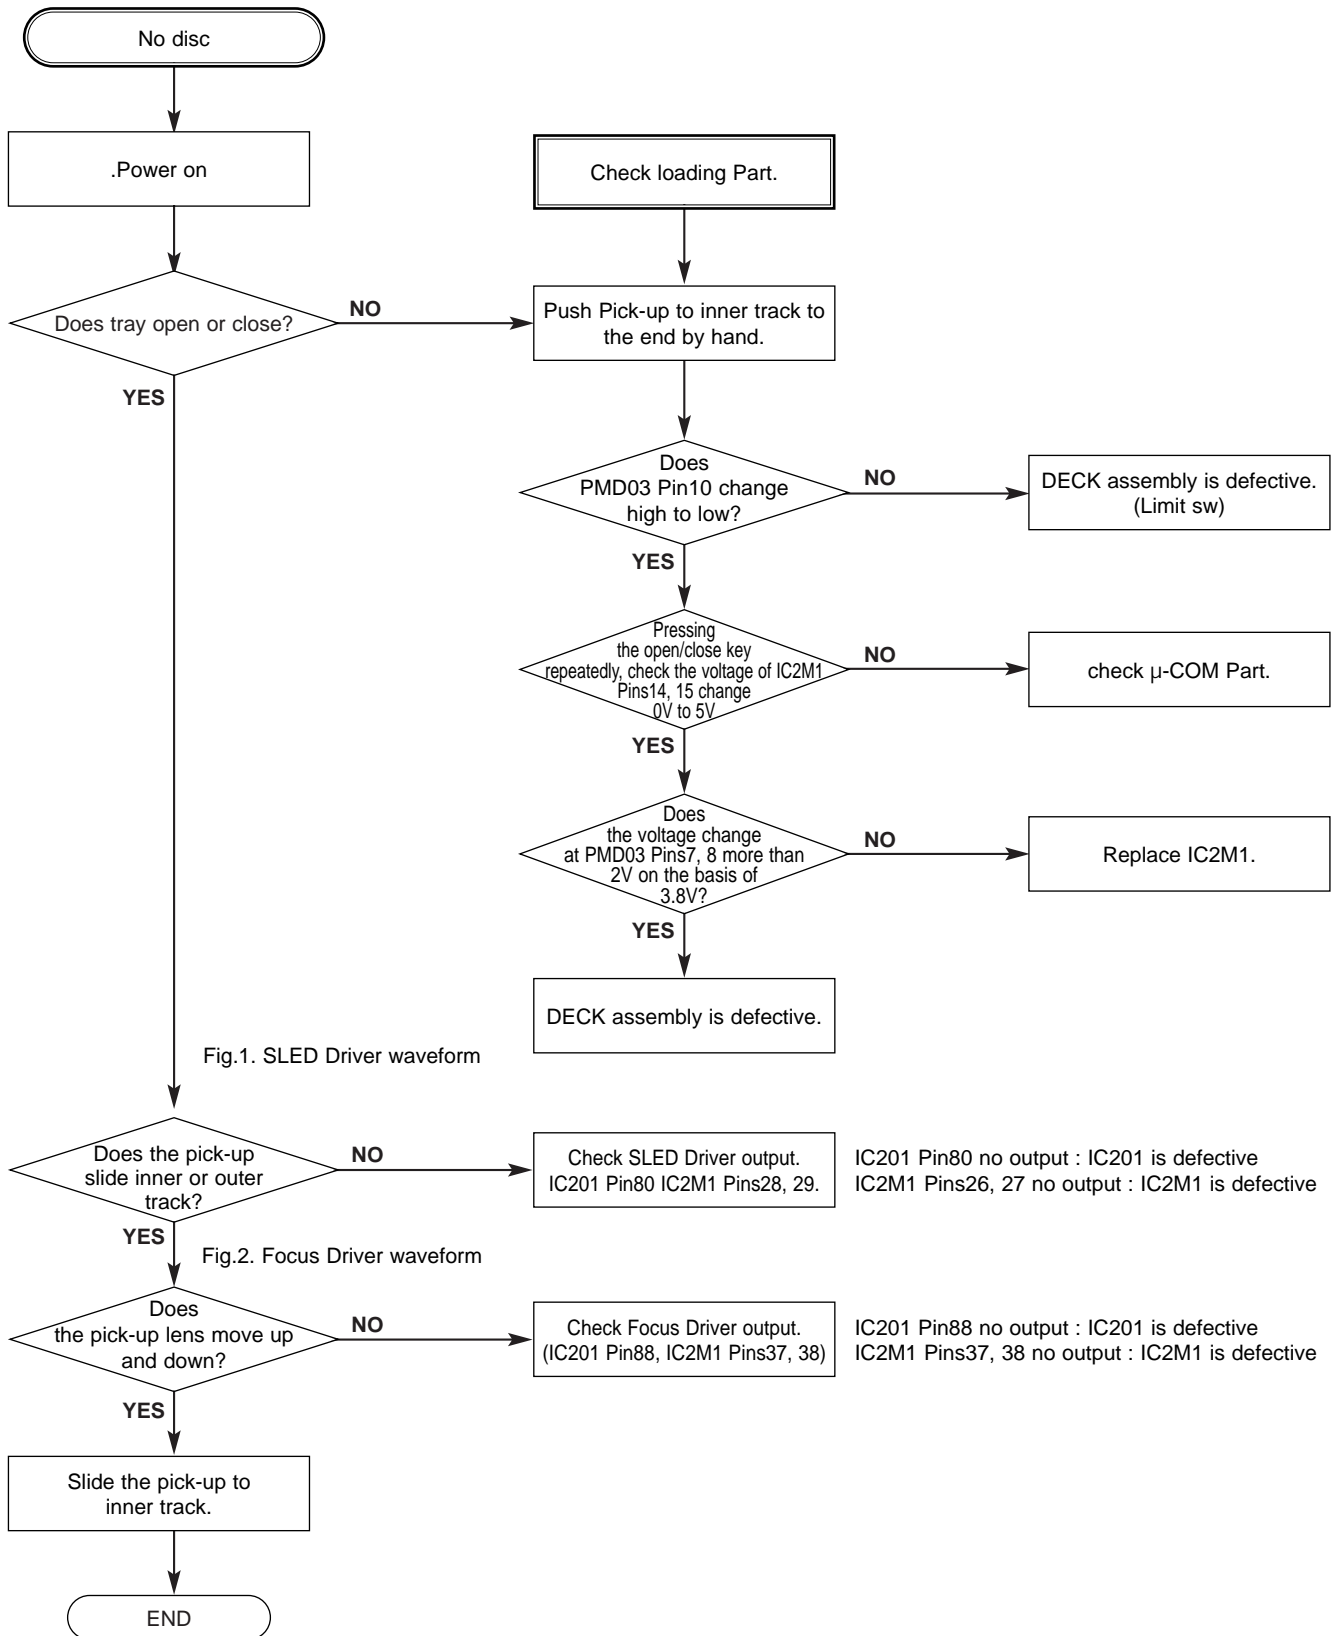 No disc
.Power on
Does tray open or close?
NO
YES
Check loading Part.
Push Pick-up to inner track to
the end by hand.
Does
PMD03 Pin10 change
high to low?
NO
DECK assembly is defective.
(Limit sw)
YES
Pressing
the open/close key
repeatedly, check the voltage of IC2M1
Pins14, 15 change
0V to 5V
NO
check μ-COM Part.
YES
Does
the voltage change
at PMD03 Pins7, 8 more than
2V on the basis of
3.8V?
NO
Replace IC2M1.
YES
DECK assembly is defective.
Fig.1. SLED Driver waveform
Does the pick-up
slide inner or outer
track?
NO
Check SLED Driver output.
IC201 Pin80 IC2M1 Pins28, 29.
IC201 Pin80 no output : IC201 is defective
IC2M1 Pins26, 27 no output : IC2M1 is defective
YES
Fig.2. Focus Driver waveform
Does
the pick-up lens move up
and down?
NO
Check Focus Driver output.
(IC201 Pin88, IC2M1 Pins37, 38)
IC201 Pin88 no output : IC201 is defective
IC2M1 Pins37, 38 no output : IC2M1 is defective
YES
Slide the pick-up to
inner track.
END